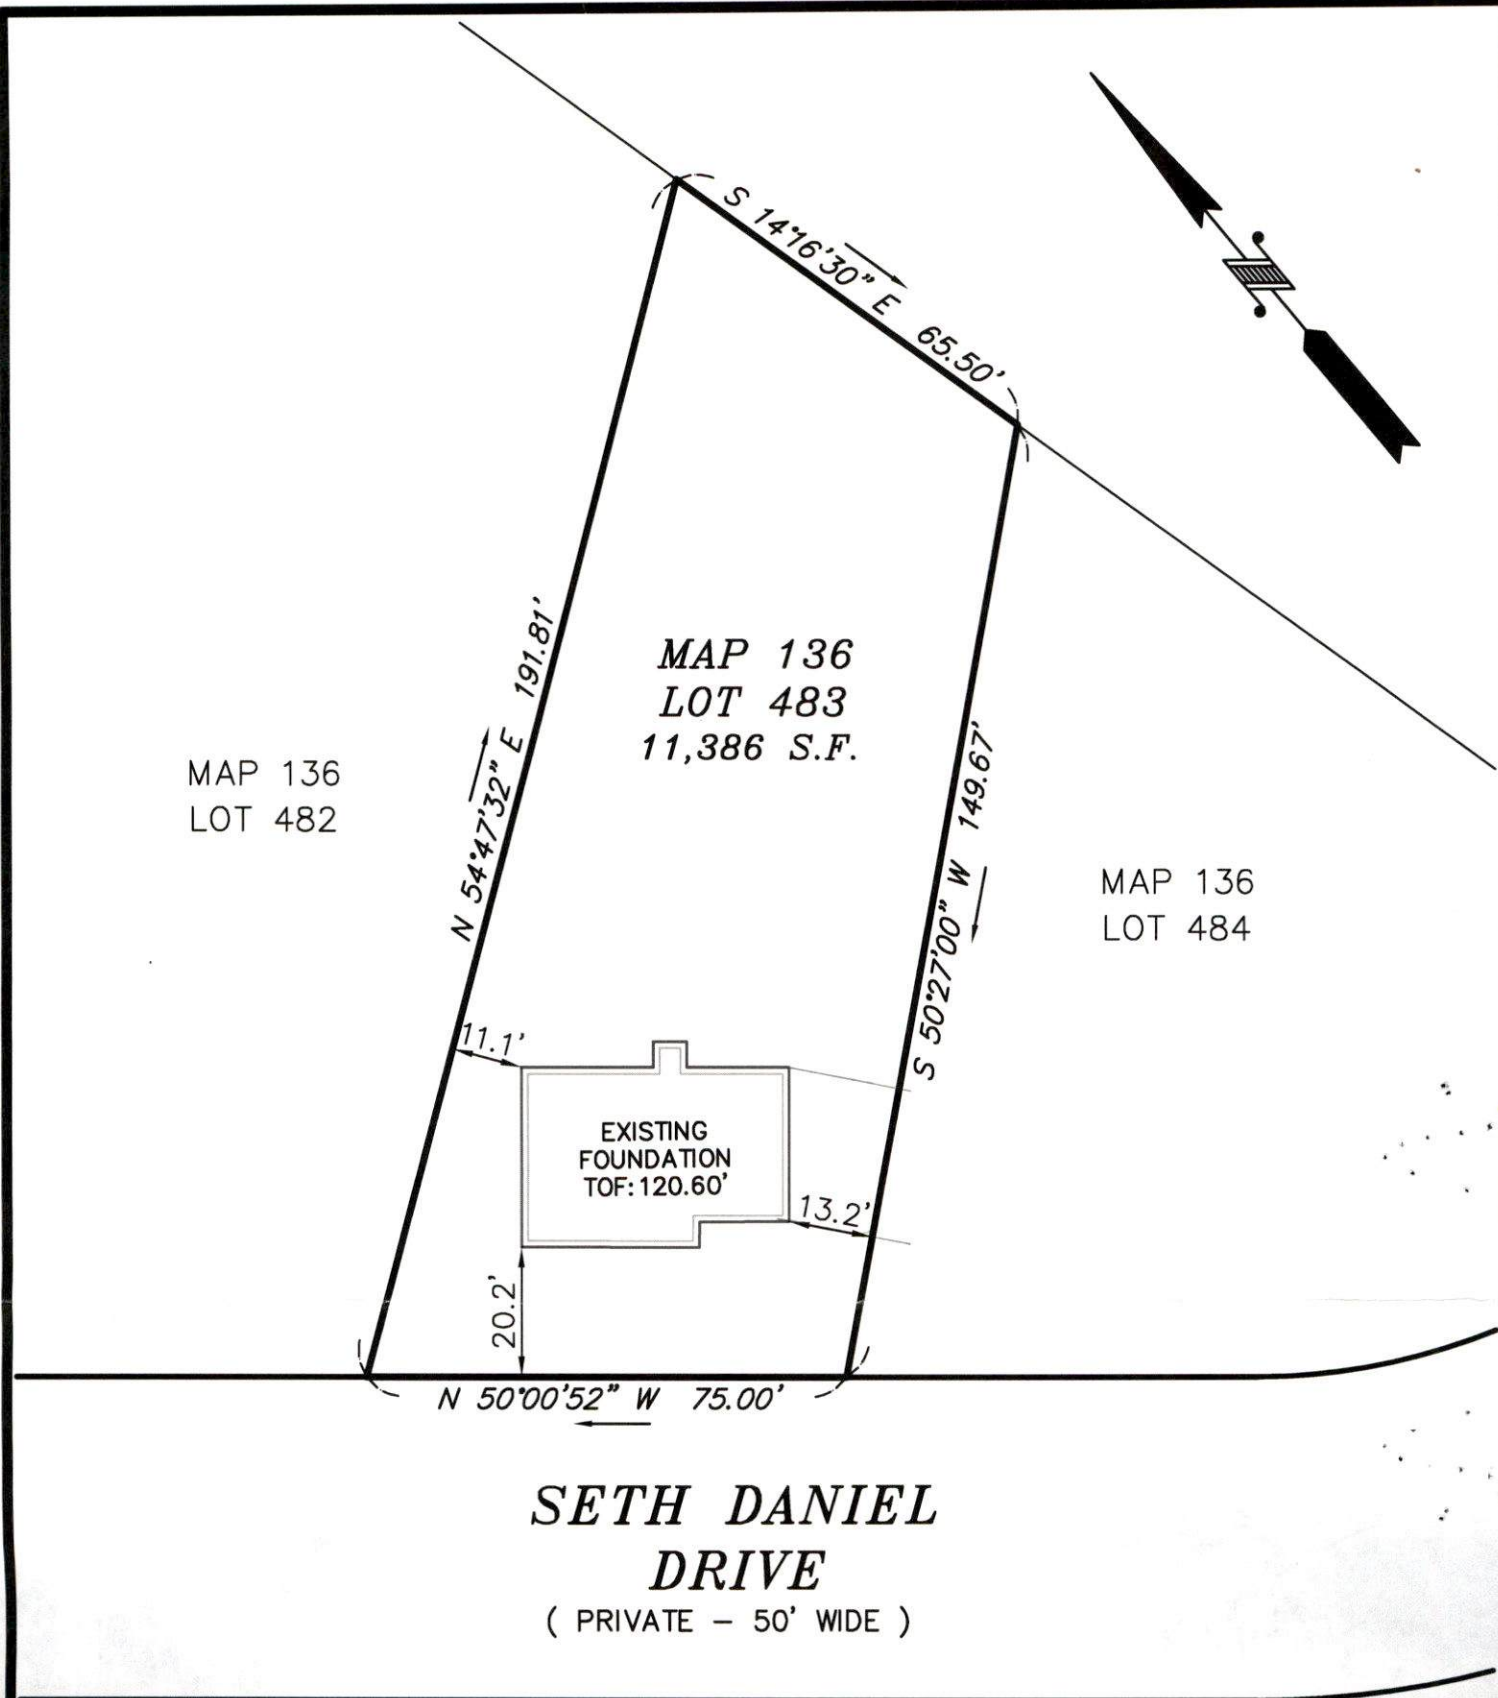 S 14°16'30" E 65.50'
N 54°47'32" E 191.81'
MAP 136
LOT 483
11,386 S.F.
MAP 136
LOT 482
S 50°27'00" W 149.67'
MAP 136
LOT 484
11.1'
EXISTING
FOUNDATION
TOF: 120.60'
13.2'
20.2'
N 50°00'52" W 75.00'
SETH DANIEL
DRIVE
( PRIVATE - 50' WIDE )